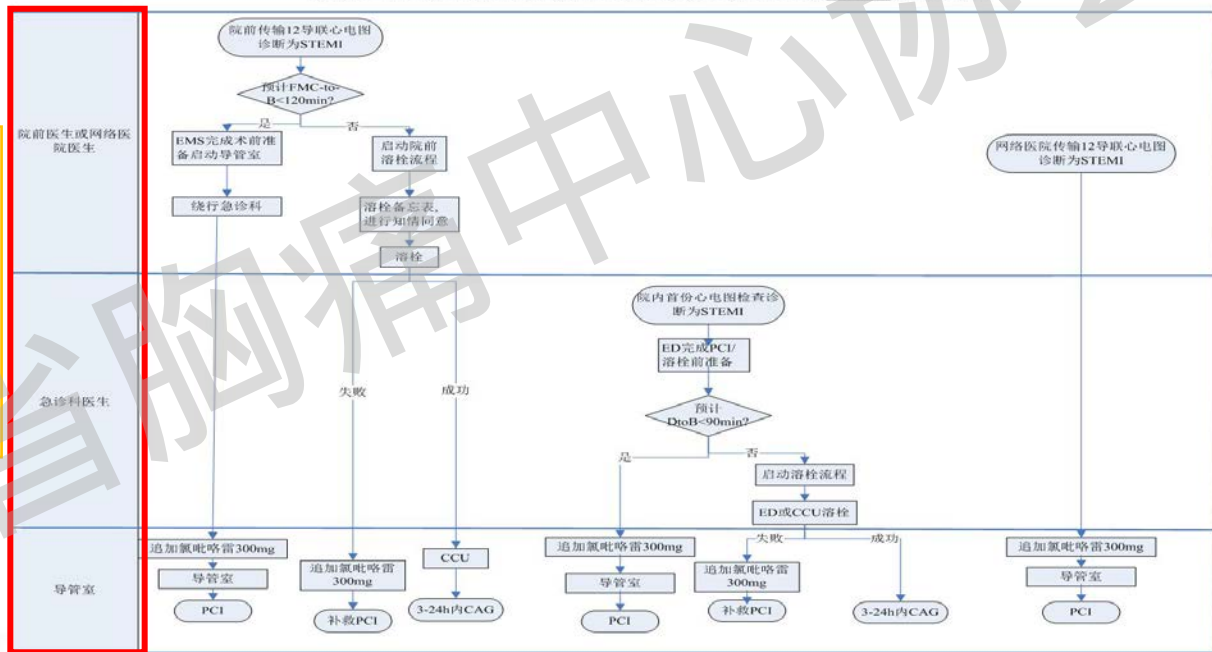 院前传输12导联心电图
诊断为STEMI
预计FMC-to-
B<120min?
是
否
EMS完成术前准
备启动导管室
启动院前
溶栓流程
院前医生或网络医
院医生
网络医院传输12导联心电图
诊断为STEMI
绕行急诊科
溶栓备忘表,
进行知情同意
溶栓
院内首份心电图检查诊
断为STEMI
ED完成PCI/
溶栓前准备
失败
成功
急诊科医生
预计
DtoB<90min?
是
否
启动溶栓流程
ED或CCU溶栓
失败
成功
追加氯吡咯雷300mg
导管室
PCI
追加氯吡咯雷
300mg
补救PCI
CCU
3-24h内CAG
追加氯吡咯雷300mg
导管室
PCI
追加氯吡咯雷
300mg
补救PCI
3-24h内CAG
追加氯吡咯雷300mg
导管室
PCI
导管室
省胸痛中心协